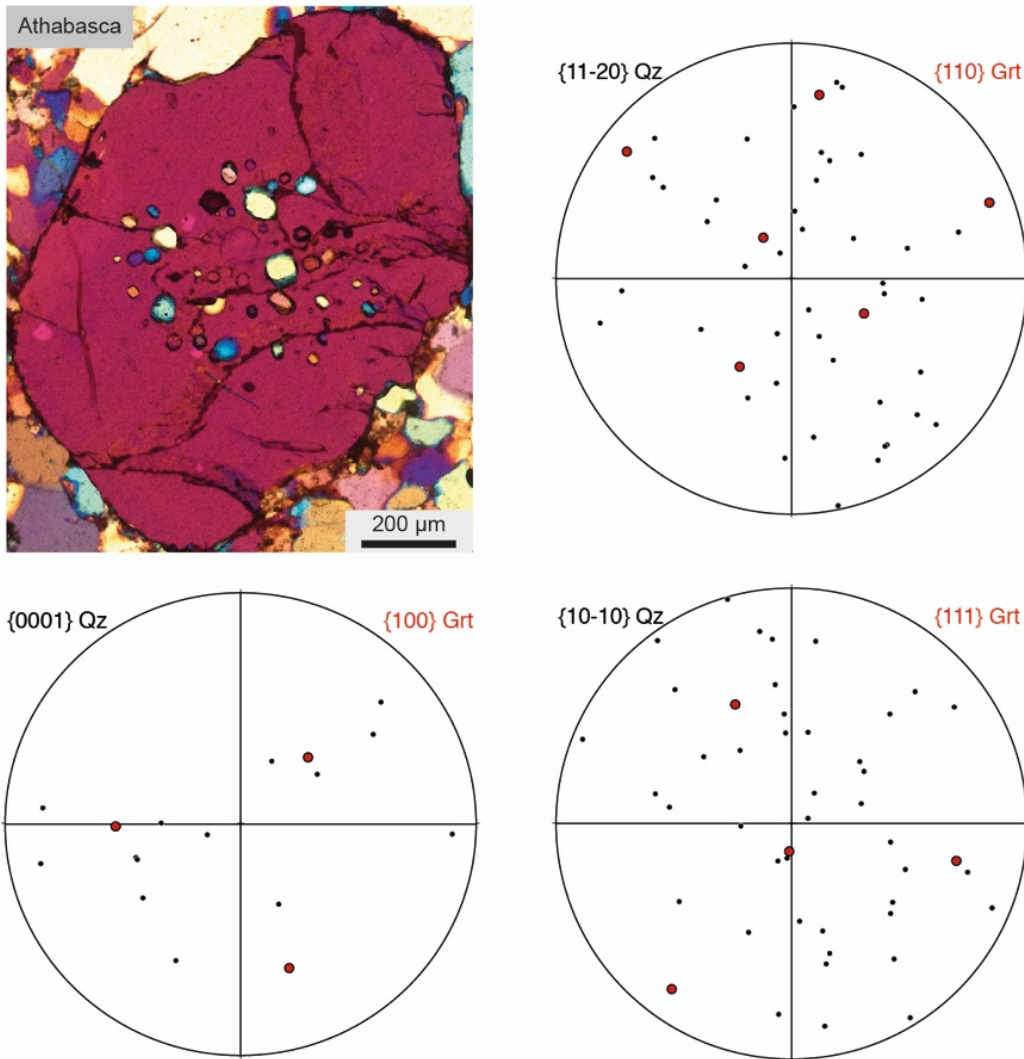 Athabasca
{11-20} Qz
{110} Grt
200 µm
{0001} Qz
{100} Grt
{10-10} Qz
{111} Grt